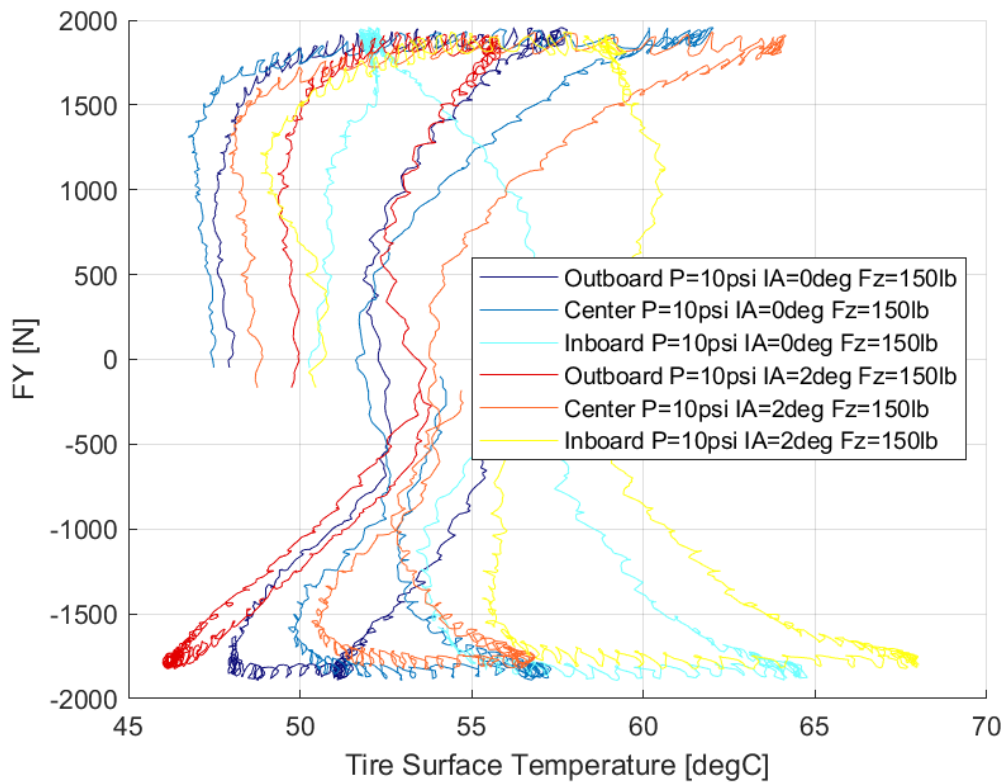 2000
1500
1000
500
0
-500
-1000
-1500
-2000
FY [N]
Outboard P=10psi IA=0deg Fz=150lb
Center P=10psi IA=0deg Fz=150lb
Inboard P=10psi IA=0deg Fz=150lb
Outboard P=10psi IA=2deg Fz=150lb
Center P=10psi IA=2deg Fz=150lb
Inboard P=10psi IA=2deg Fz=150lb
45 50 55 60 65 70
Tire Surface Temperature [degC]